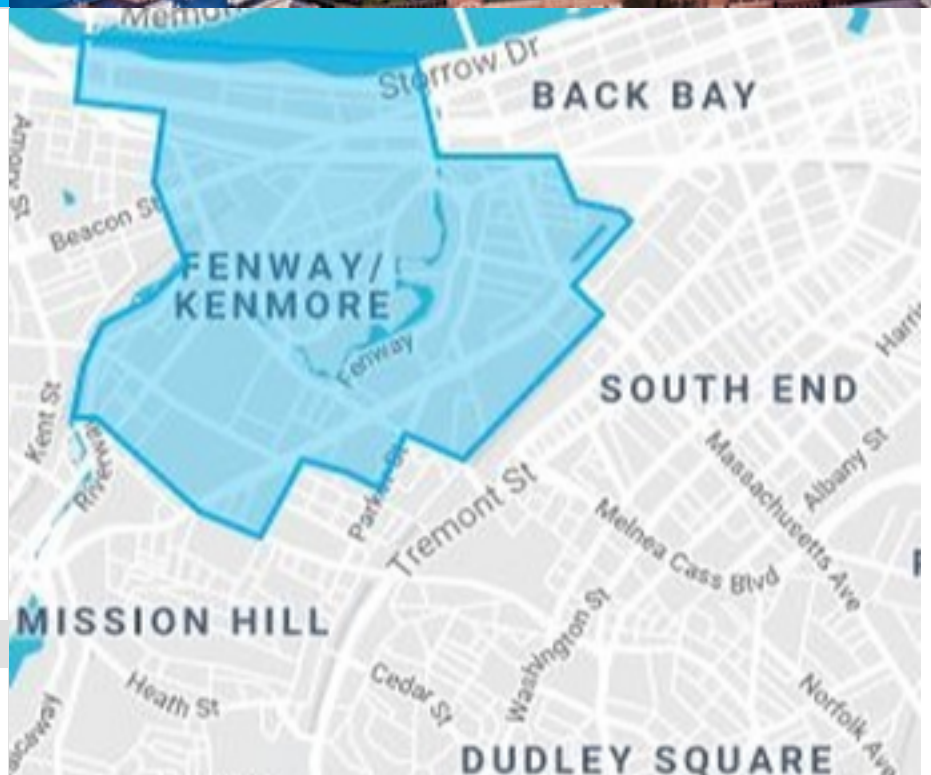 Storrow Dr
BACK BAY
Beacon St
FENWAY/
KENMORE
Fenway
SOUTH END
Kent St
Riverway
Tremont St
Massachusetts Ave
Albany St
Melnea Cass Blvd
MISSION HILL
Washington St
Heath St
Cedar St
Norfolk Ave
DUDLEY SQUARE